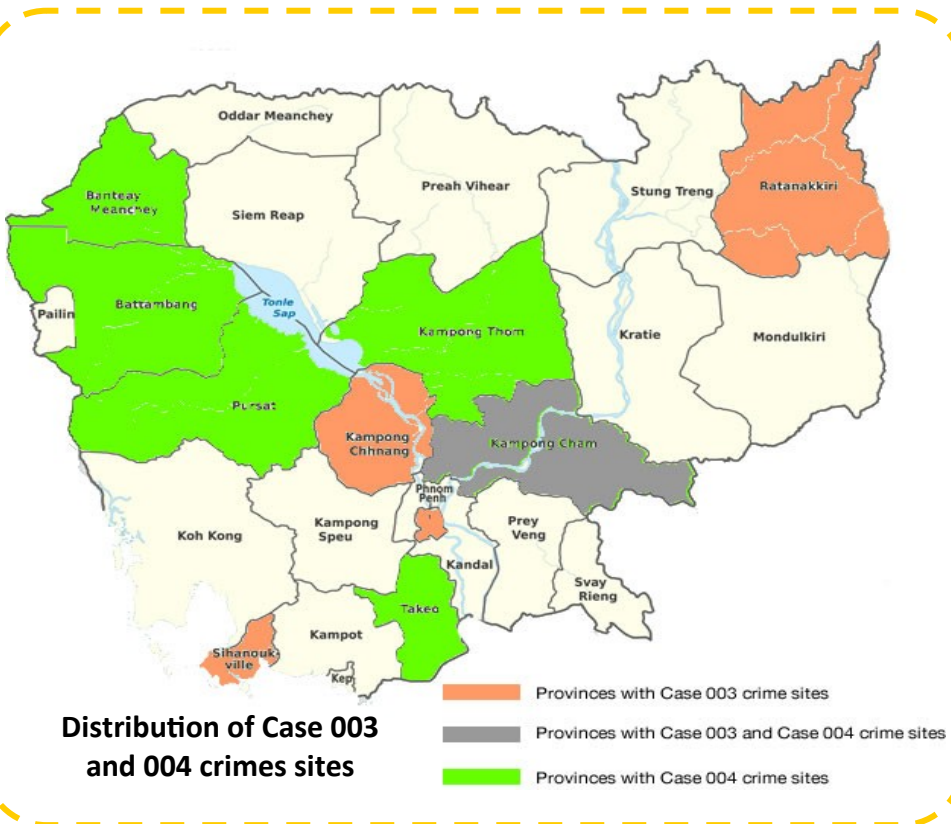 Oddar Meanchey
Banteay
Meanchey
Siem Reap
Preah Vihear
Stung Treng
Ratanakkiri
Battambang
Pailin
Tonle
Sap
Kampong Thom
Kratie
Mondulkiri
Pursat
Kampong
Chhnang
Kampong Cham
Phnom
Penh
Koh Kong
Kampong
Speu
Prey
Veng
Kandal
Svay
Rieng
Takeo
Kampot
Sihanouk-
ville
Kep
Distribution of Case 003
and 004 crimes sites
Provinces with Case 003 crime sites
Provinces with Case 003 and Case 004 crime sites
Provinces with Case 004 crime sites